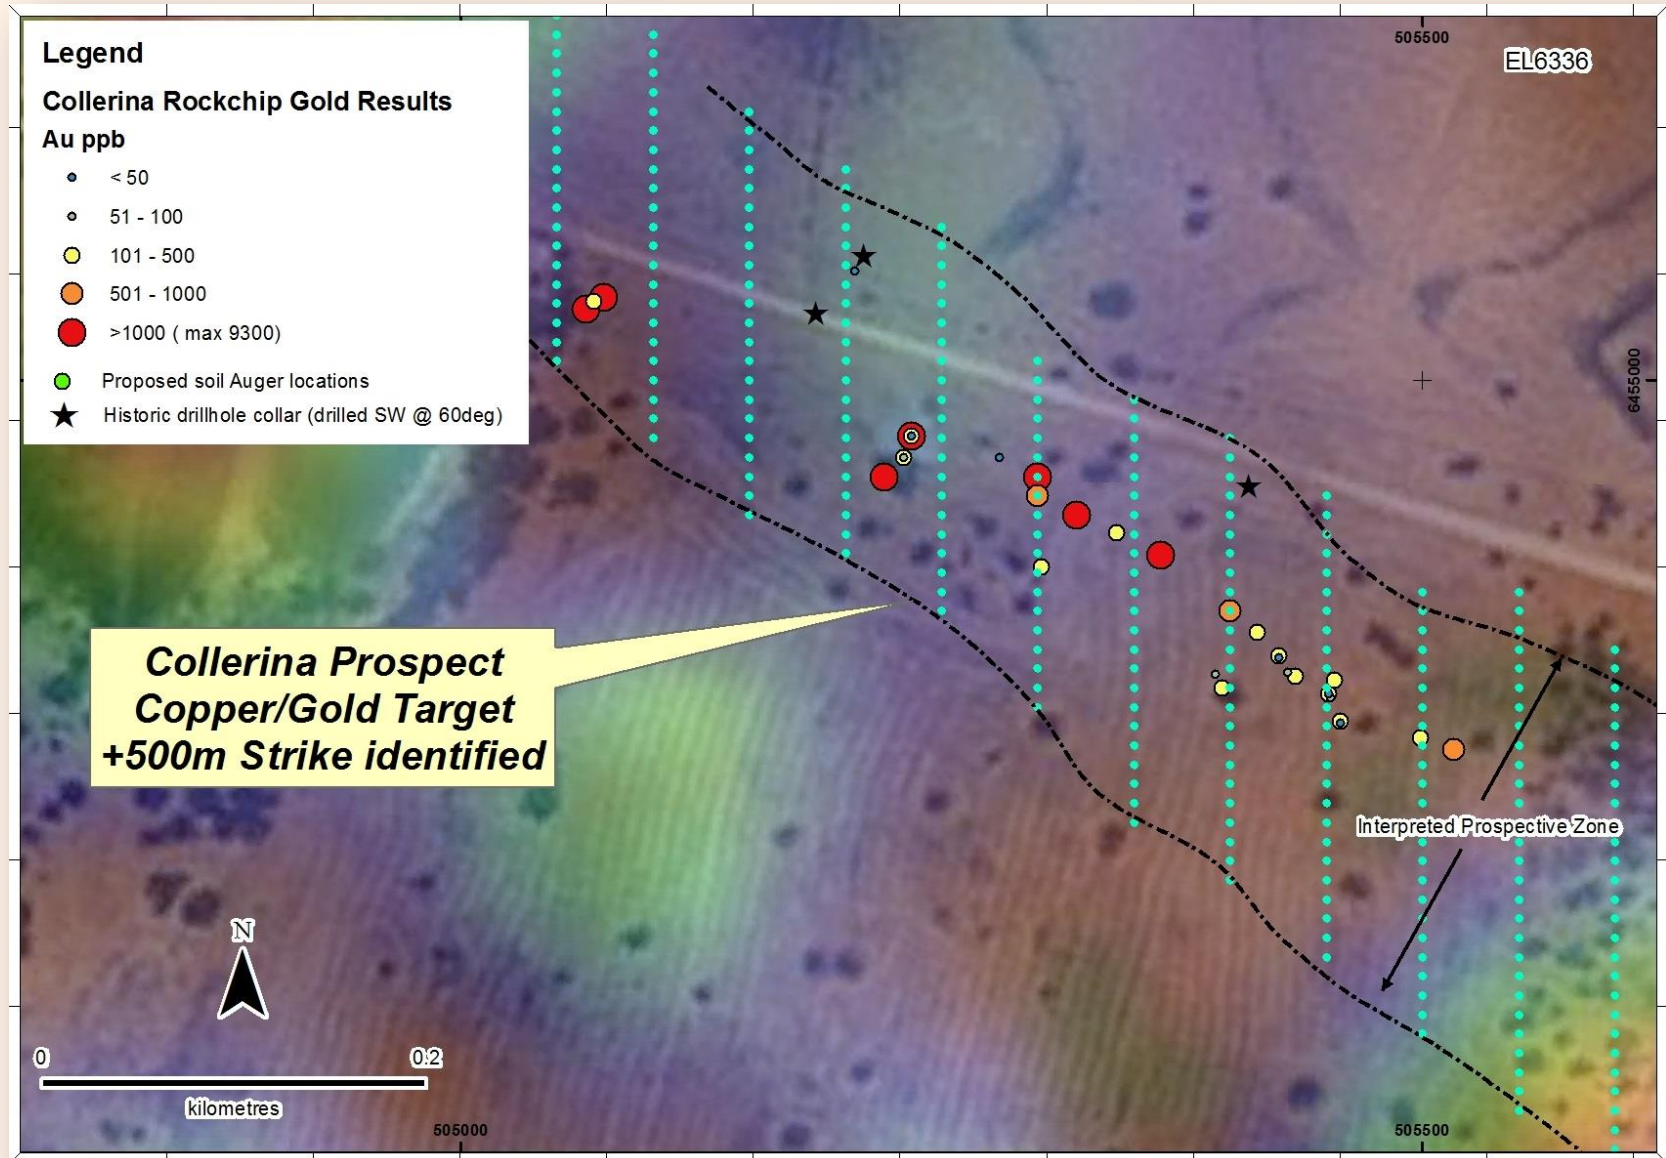 Legend
Collerina Rockchip Gold Results
Au ppb
< 50
51 - 100
101 - 500
501 - 1000
>1000 ( max 9300)
Proposed soil Auger locations
Historic drillhole collar (drilled SW @ 60deg)
505500
EL6336
6455000
Collerina Prospect
Copper/Gold Target
+500m Strike identified
Interpreted Prospective Zone
N
0 0.2
kilometres
505000
505500